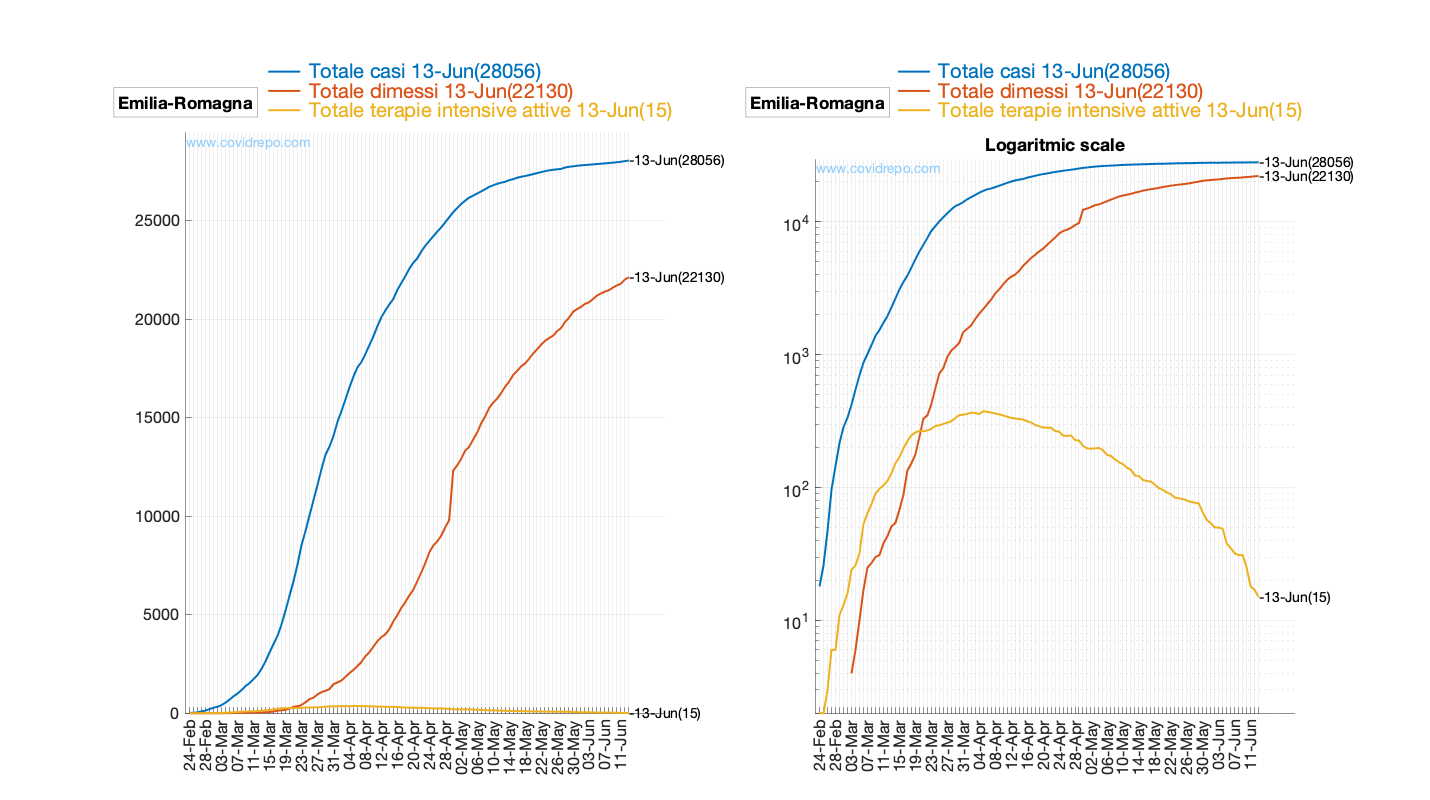 Totale casi 13-Jun(28056)
Totale dimessi 13-Jun(22130)
Totale terapie intensive attive 13-Jun(15)
Emilia-Romagna
www.covidrepo.com
-13-Jun(28056)
-13-Jun(22130)
-13-Jun(15)
25000
20000
15000
10000
5000
0
24-Feb
28-Feb
03-Mar
07-Mar
11-Mar
15-Mar
19-Mar
23-Mar
27-Mar
31-Mar
04-Apr
08-Apr
12-Apr
16-Apr
20-Apr
24-Apr
28-Apr
02-May
06-May
10-May
14-May
18-May
22-May
26-May
30-May
03-Jun
07-Jun
11-Jun
Totale casi 13-Jun(28056)
Totale dimessi 13-Jun(22130)
Totale terapie intensive attive 13-Jun(15)
Emilia-Romagna
Logaritmic scale
www.covidrepo.com
-13-Jun(28056)
-13-Jun(22130)
-13-Jun(15)
10^4
10^3
10^2
10^1
24-Feb
28-Feb
03-Mar
07-Mar
11-Mar
15-Mar
19-Mar
23-Mar
27-Mar
31-Mar
04-Apr
08-Apr
12-Apr
16-Apr
20-Apr
24-Apr
28-Apr
02-May
06-May
10-May
14-May
18-May
22-May
26-May
30-May
03-Jun
07-Jun
11-Jun